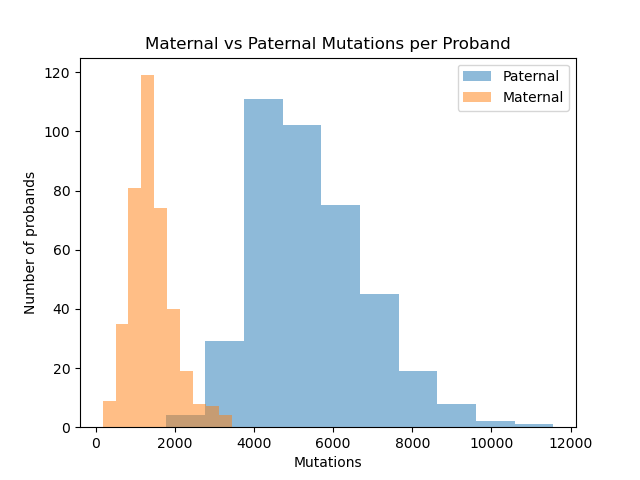 Maternal vs Paternal Mutations per Proband
Paternal
Maternal
Number of probands
120
100
80
60
40
20
0
0 2000 4000 6000 8000 10000 12000
Mutations